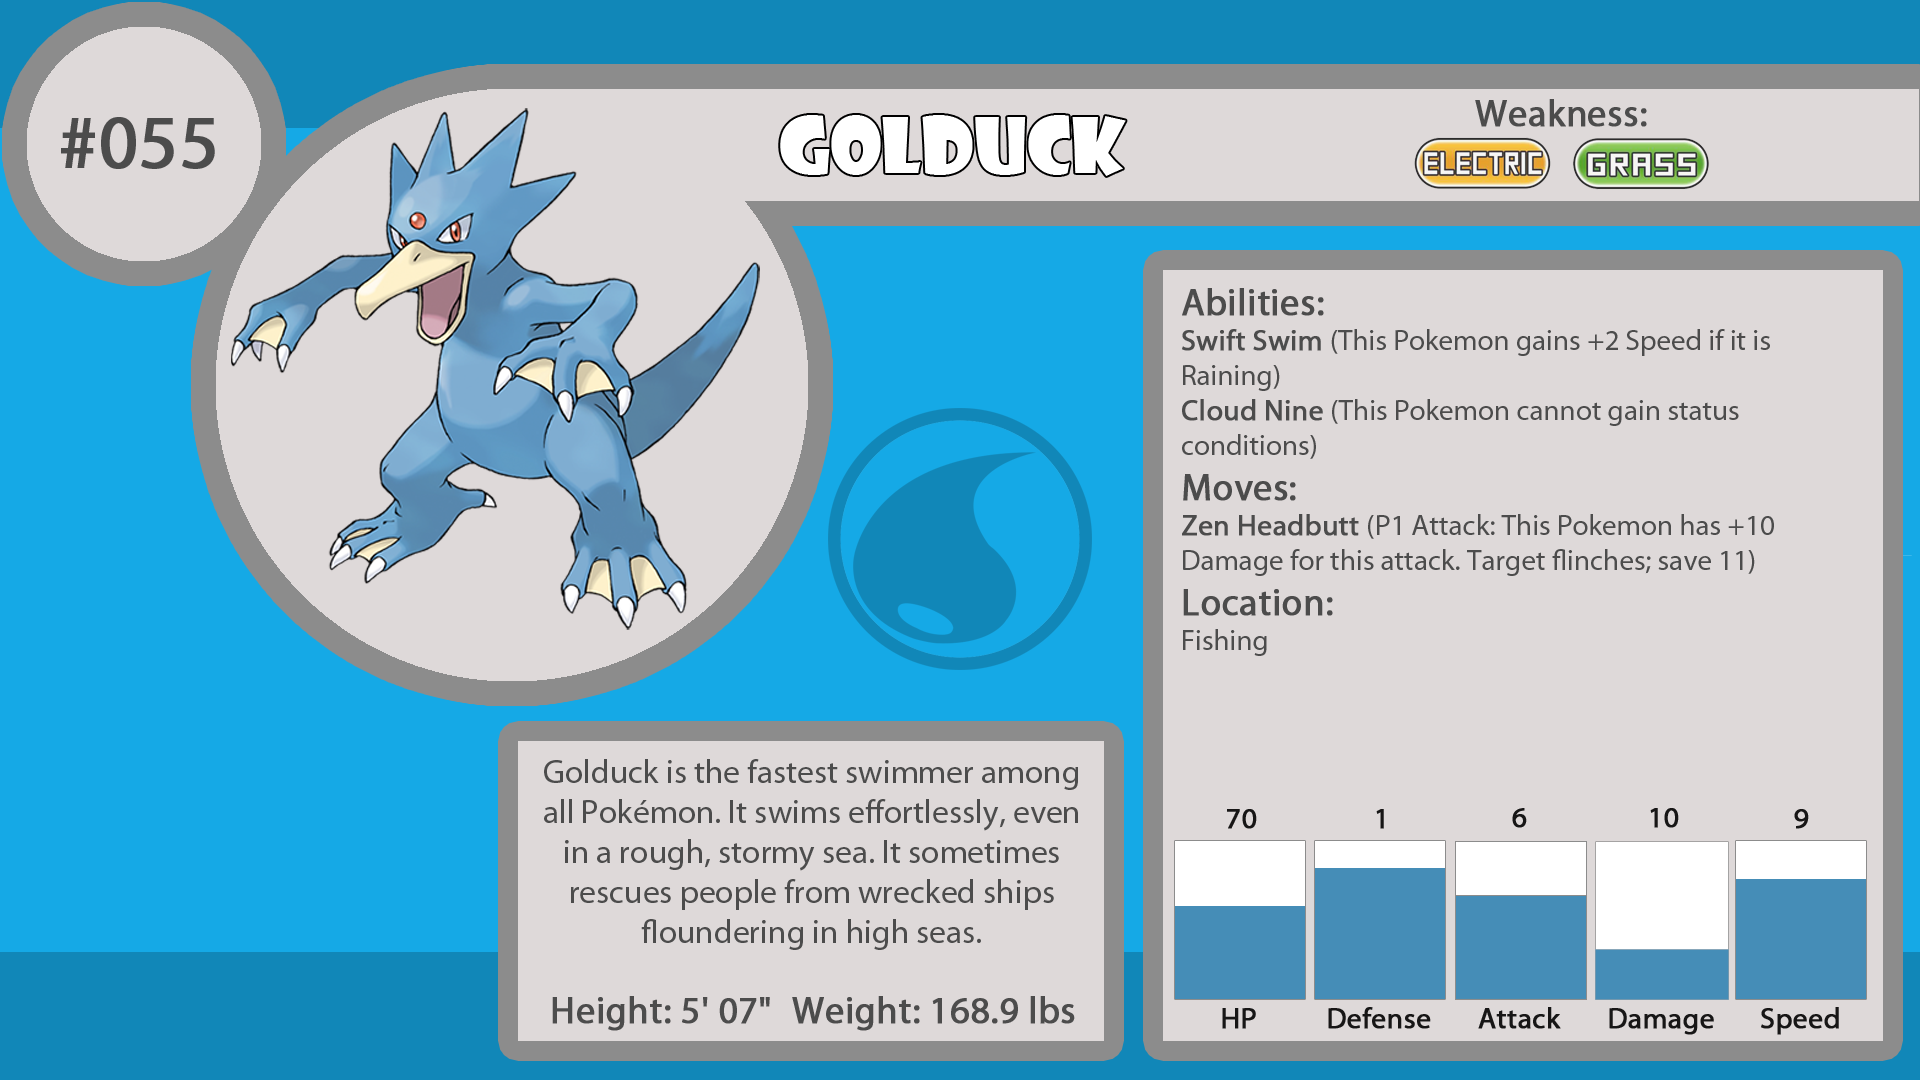 #055
GOLDUCK
Weakness:
ELECTRIC GRASS
Abilities:
Swift Swim (This Pokemon gains +2 Speed if it is
Raining)
Cloud Nine (This Pokemon cannot gain status
conditions)
Moves:
Zen Headbutt (P1 Attack: This Pokemon has +10
Damage for this attack. Target flinches; save 11)
Location:
Fishing
70 1 6 10 9
HP Defense Attack Damage Speed
Golduck is the fastest swimmer among
all Pokémon. It swims effortlessly, even
in a rough, stormy sea. It sometimes
rescues people from wrecked ships
floundering in high seas.
Height: 5' 07" Weight: 168.9 lbs